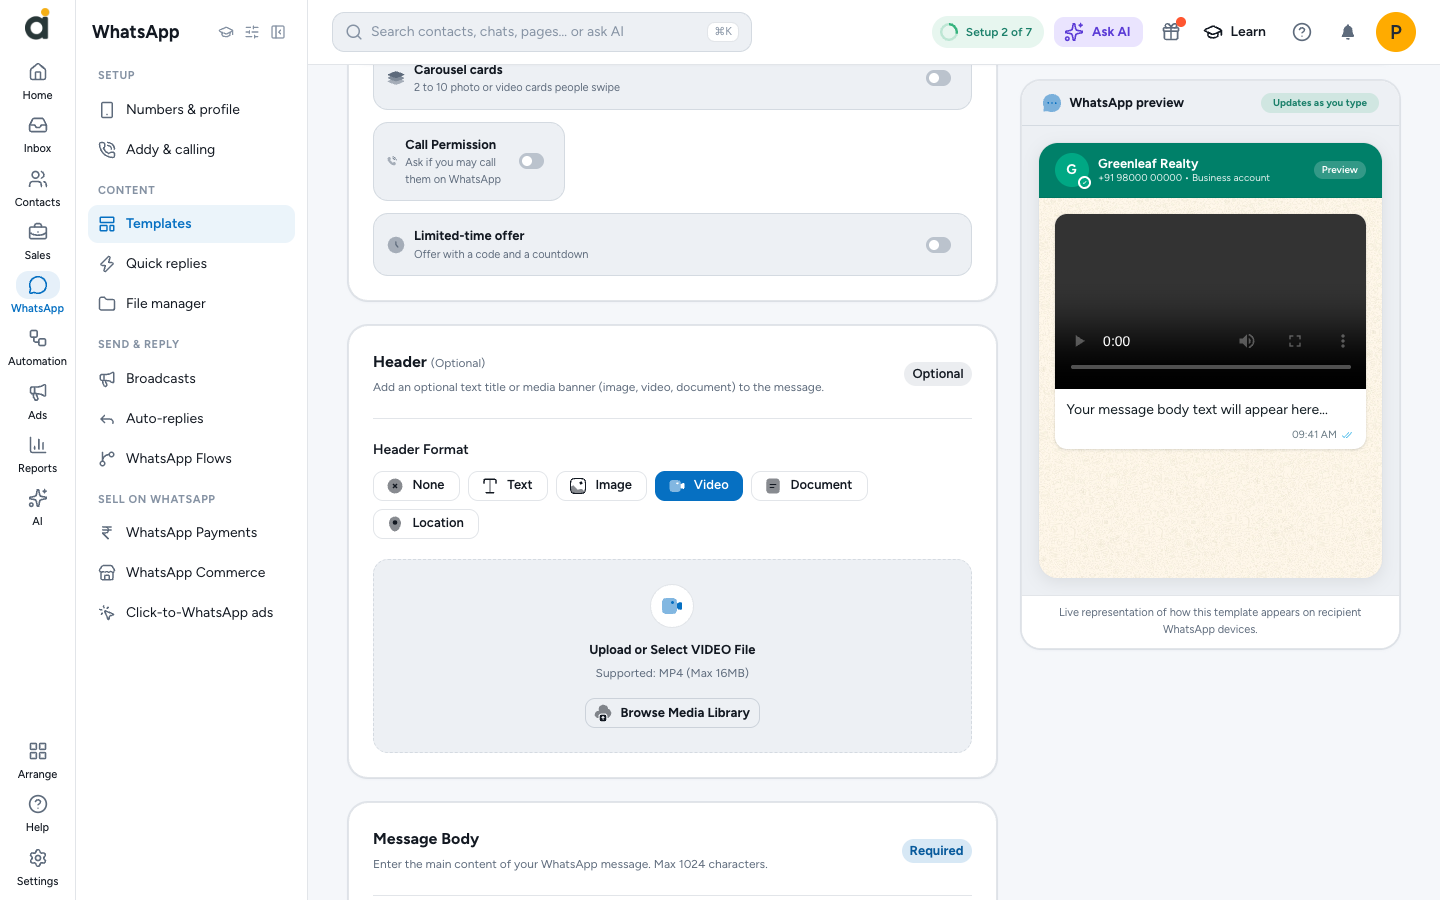 Home
Inbox
Contacts
Sales
WhatsApp
Automation
Ads
Reports
AI
Arrange
Help
Settings
WhatsApp
SETUP
Numbers & profile
Addy & calling
CONTENT
Templates
Quick replies
File manager
SEND & REPLY
Broadcasts
Auto-replies
WhatsApp Flows
SELL ON WHATSAPP
WhatsApp Payments
WhatsApp Commerce
Click-to-WhatsApp ads
Search contacts, chats, pages... or ask AI
⌘K
Setup 2 of 7
Ask AI
Learn
P
Carousel cards
2 to 10 photo or video cards people swipe
Call Permission
Ask if you may call
them on WhatsApp
Limited-time offer
Offer with a code and a countdown
Header (Optional)
Add an optional text title or media banner (image, video, document) to the message.
Optional
Header Format
None
Text
Image
Video
Document
Location
Upload or Select VIDEO File
Supported: MP4 (Max 16MB)
Browse Media Library
Message Body
Enter the main content of your WhatsApp message. Max 1024 characters.
Required
WhatsApp preview
Updates as you type
G
Greenleaf Realty
+91 98000 00000 • Business account
Preview
0:00
Your message body text will appear here...
09:41 AM
Live representation of how this template appears on recipient
WhatsApp devices.